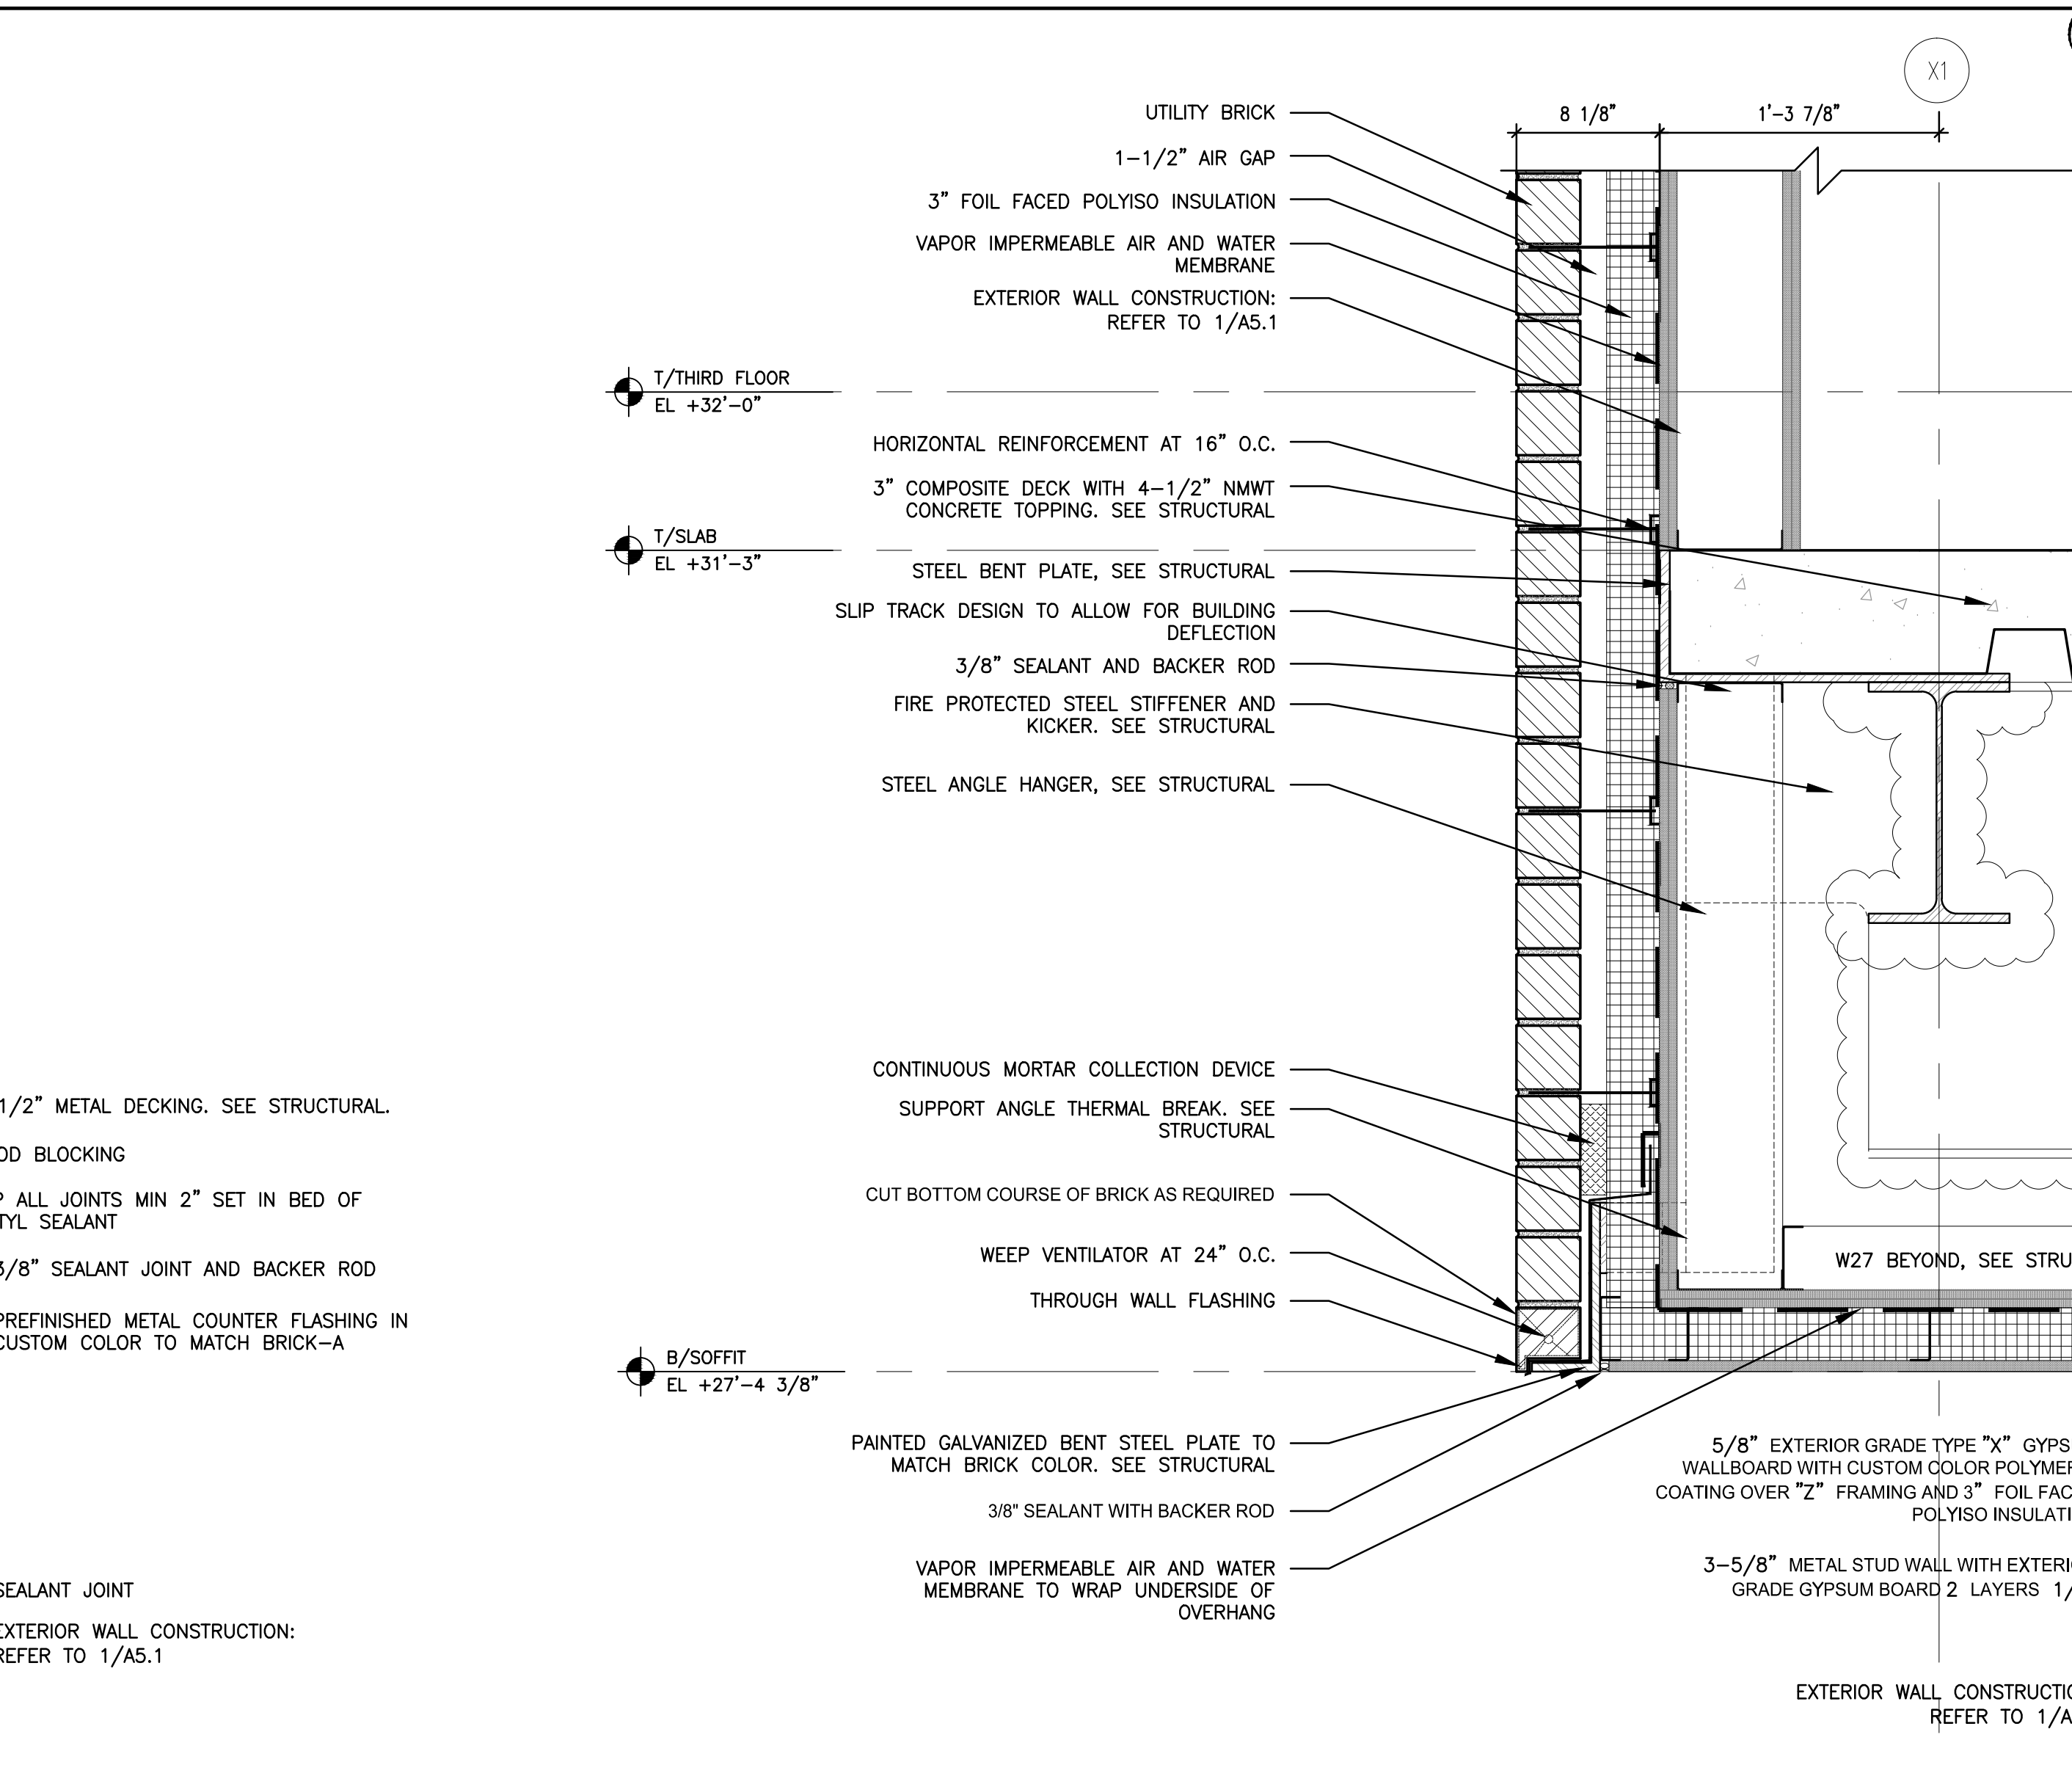 X1
8 1/8"
1'-3 7/8"
UTILITY BRICK
1-1/2" AIR GAP
3" FOIL FACED POLYISO INSULATION
VAPOR IMPERMEABLE AIR AND WATER
MEMBRANE
EXTERIOR WALL CONSTRUCTION:
REFER TO 1/A5.1
T/THIRD FLOOR
EL +32'-0"
HORIZONTAL REINFORCEMENT AT 16" O.C.
3" COMPOSITE DECK WITH 4-1/2" NMWT
CONCRETE TOPPING. SEE STRUCTURAL
T/SLAB
EL +31'-3"
STEEL BENT PLATE, SEE STRUCTURAL
SLIP TRACK DESIGN TO ALLOW FOR BUILDING
DEFLECTION
3/8" SEALANT AND BACKER ROD
FIRE PROTECTED STEEL STIFFENER AND
KICKER. SEE STRUCTURAL
STEEL ANGLE HANGER, SEE STRUCTURAL
CONTINUOUS MORTAR COLLECTION DEVICE
SUPPORT ANGLE THERMAL BREAK. SEE
STRUCTURAL
CUT BOTTOM COURSE OF BRICK AS REQUIRED
WEEP VENTILATOR AT 24" O.C.
THROUGH WALL FLASHING
B/SOFFIT
EL +27'-4 3/8"
PAINTED GALVANIZED BENT STEEL PLATE TO
MATCH BRICK COLOR. SEE STRUCTURAL
3/8" SEALANT WITH BACKER ROD
VAPOR IMPERMEABLE AIR AND WATER
MEMBRANE TO WRAP UNDERSIDE OF
OVERHANG
1/2" METAL DECKING. SEE STRUCTURAL.
OD BLOCKING
P ALL JOINTS MIN 2" SET IN BED OF
TYL SEALANT
3/8" SEALANT JOINT AND BACKER ROD
PREFINISHED METAL COUNTER FLASHING IN
CUSTOM COLOR TO MATCH BRICK-A
SEALANT JOINT
EXTERIOR WALL CONSTRUCTION:
REFER TO 1/A5.1
W27 BEYOND, SEE STRU
5/8" EXTERIOR GRADE TYPE "X" GYPS
WALLBOARD WITH CUSTOM COLOR POLYMER
COATING OVER "Z" FRAMING AND 3" FOIL FAC
POLYISO INSULATI
3-5/8" METAL STUD WALL WITH EXTERI
GRADE GYPSUM BOARD 2 LAYERS 1/
EXTERIOR WALL CONSTRUCTIO
REFER TO 1/A